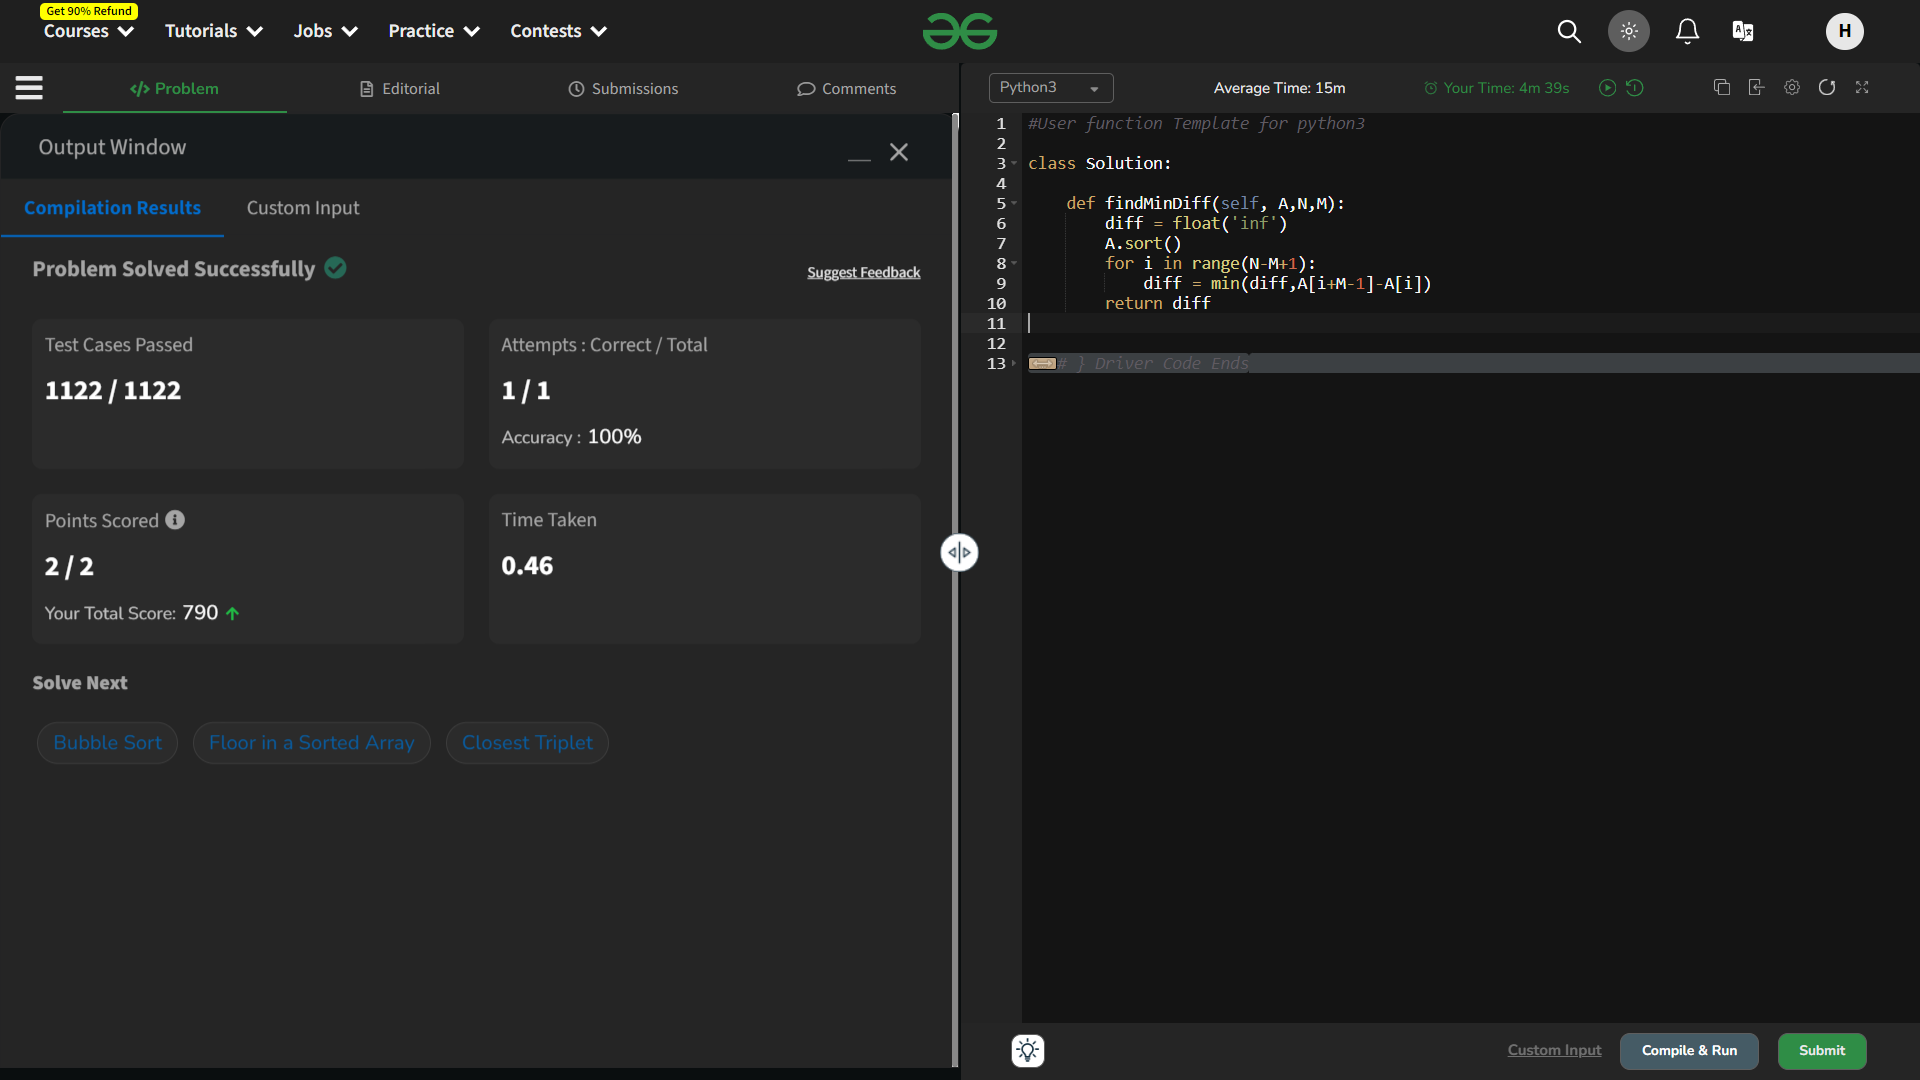 Get 90% Refund
Courses Tutorials Jobs Practice Contests
H
Problem Editorial Submissions Comments
Output Window
Compilation Results Custom Input
Problem Solved Successfully
Suggest Feedback
Test Cases Passed
1122 / 1122
Attempts : Correct / Total
1 / 1
Accuracy : 100%
Points Scored
2 / 2
Your Total Score: 790
Time Taken
0.46
Solve Next
Bubble Sort Floor in a Sorted Array Closest Triplet
Python3 Average Time: 15m Your Time: 4m 39s
1 #User function Template for python3
2
3 class Solution:
4
5 def findMinDiff(self, A,N,M):
6 diff = float('inf')
7 A.sort()
8 for i in range(N-M+1):
9 diff = min(diff,A[i+M-1]-A[i])
10 return diff
11
12
13 # } Driver Code Ends
Custom Input Compile & Run Submit